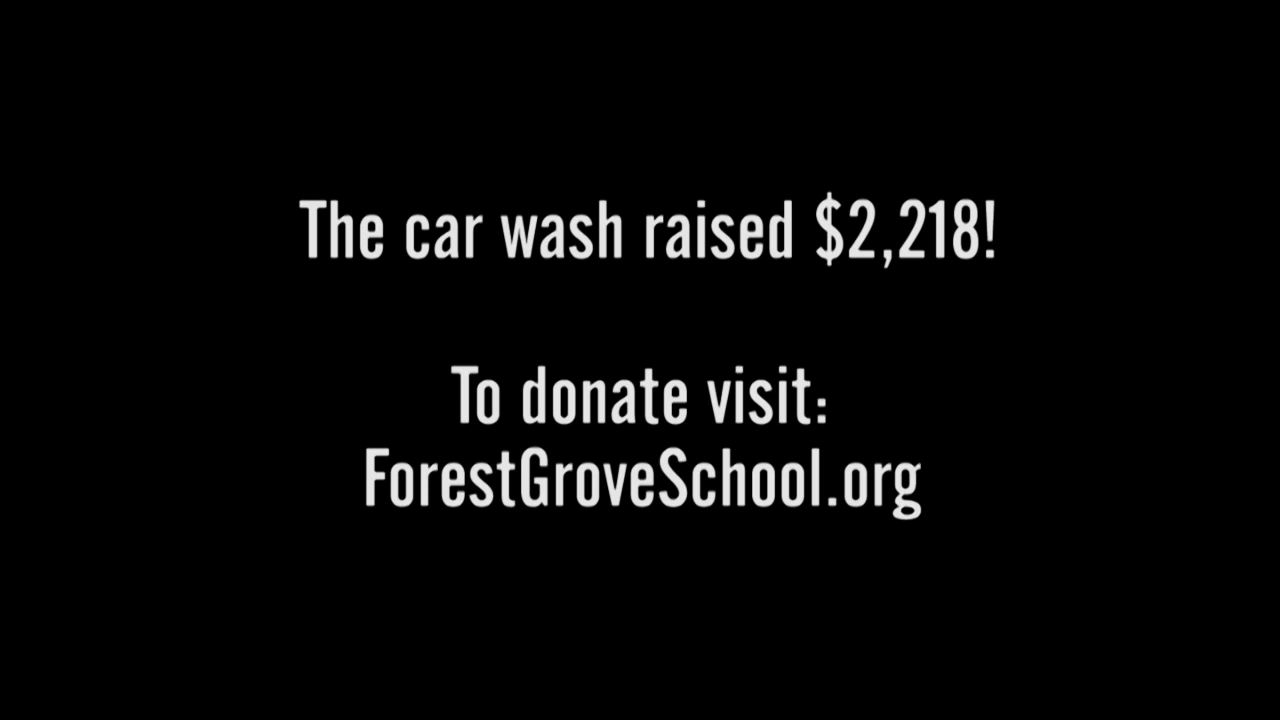 The car wash raised $2,218!
To donate visit:
ForestGroveSchool.org